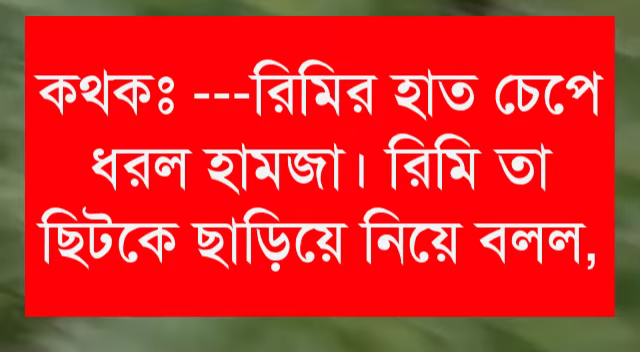 কথকঃ ---রিমির হাত চেপে
ধরল হামজা। রিমি তা
ছিটকে ছাড়িয়ে নিয়ে বলল,